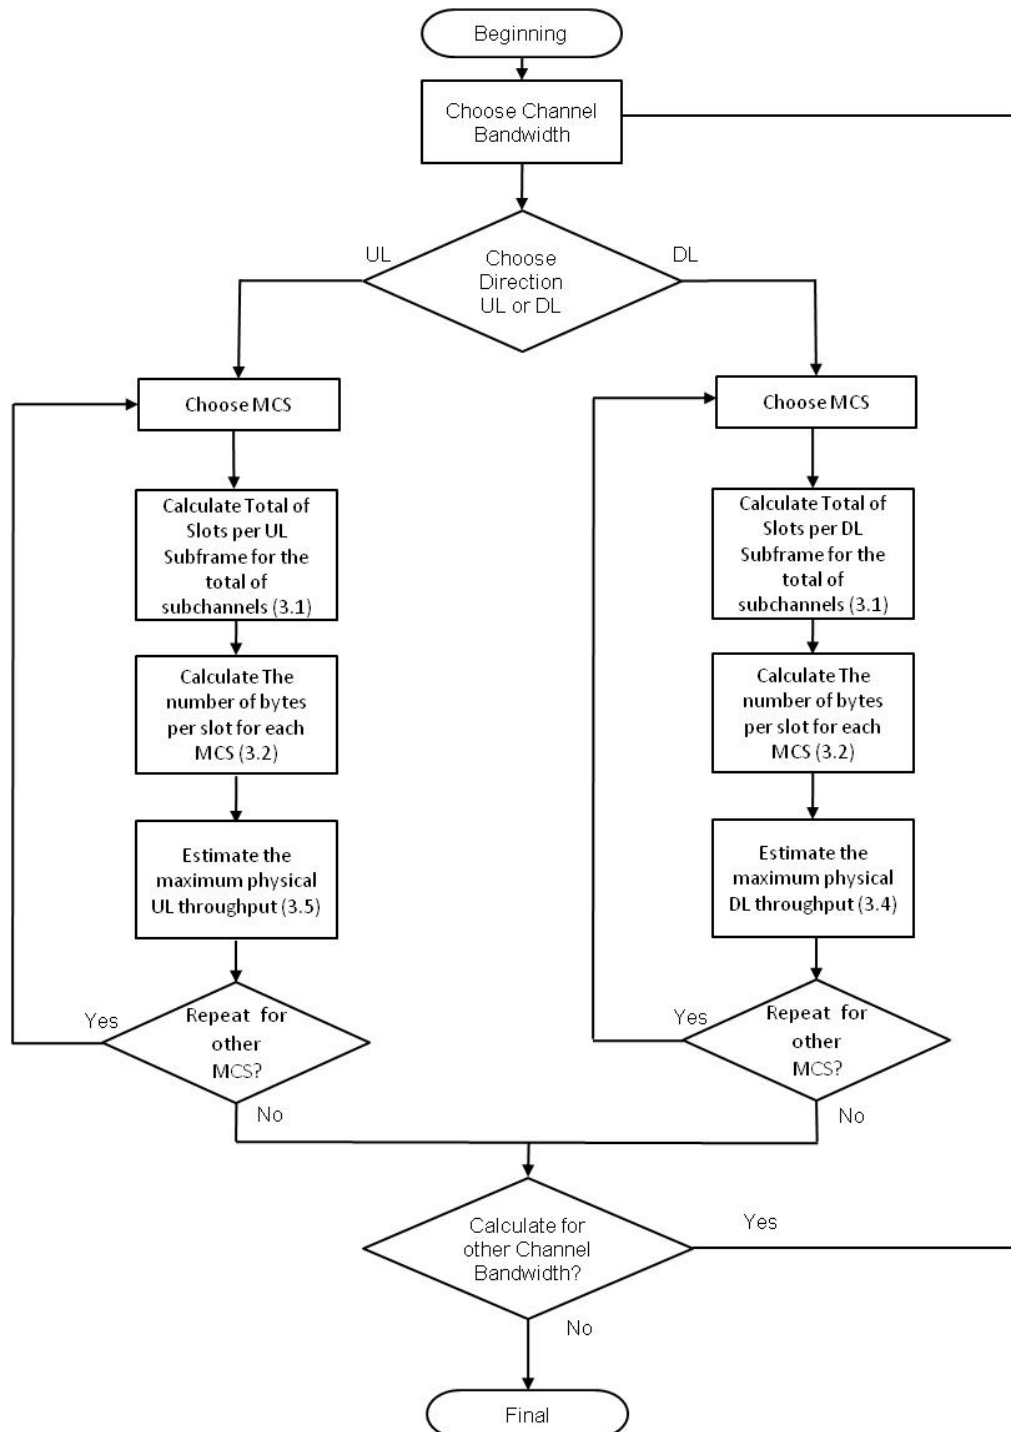 Beginning
Choose Channel
Bandwidth
UL
Choose
Direction
UL or DL
DL
Choose MCS
Calculate Total of
Slots per UL
Subframe for the
total of
subchannels (3.1)
Calculate The
number of bytes
per slot for each
MCS (3.2)
Estimate the
maximum physical
UL throughput (3.5)
Yes
Repeat for
other
MCS?
No
Choose MCS
Calculate Total of
Slots per DL
Subframe for the
total of
subchannels (3.1)
Calculate The
number of bytes
per slot for each
MCS (3.2)
Estimate the
maximum physical
DL throughput (3.4)
Yes
Repeat for
other
MCS?
No
Calculate for
other Channel
Bandwidth?
Yes
No
Final